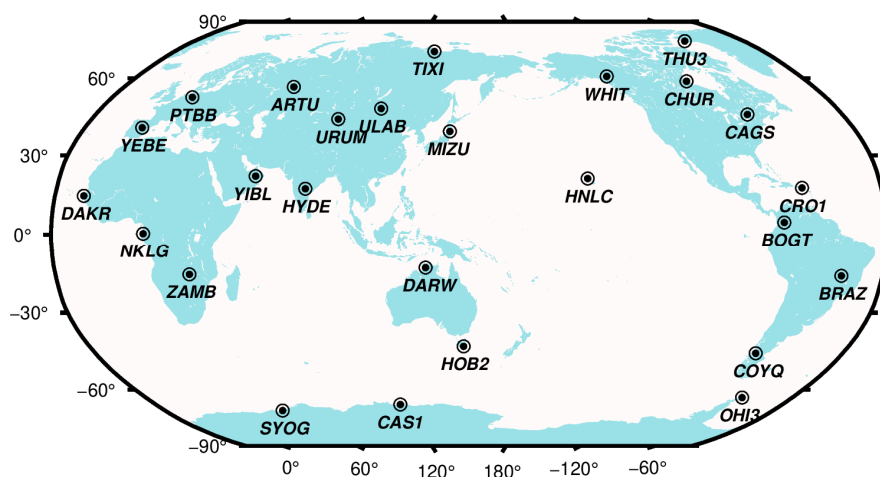 90°
THU3
TIXI
60°
WHIT
CHUR
ARTU
PTBB
ULAB
URUM
CAGS
YEBE
MIZU
30°
YIBL
HNLC
HYDE
CRO1
DAKR
BOGT
0°
NKLG
DARW
ZAMB
BRAZ
−30°
HOB2
COYQ
−60°
OHI3
CAS1
SYOG
−90°
0° 60° 120° 180° −120° −60°